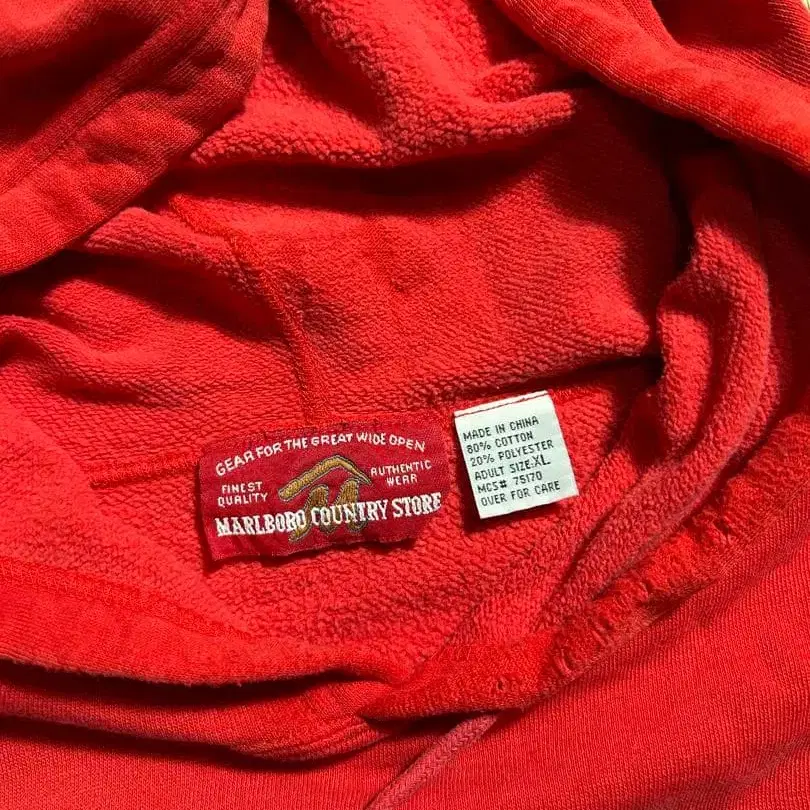 GEAR FOR THE GREAT WIDE OPEN
FINEST QUALITY
AUTHENTIC WEAR
M
MARLBORO COUNTRY STORE
MADE IN CHINA
80% COTTON
20% POLYESTER
ADULT SIZE:XL
MCS# 75170
OVER FOR CARE